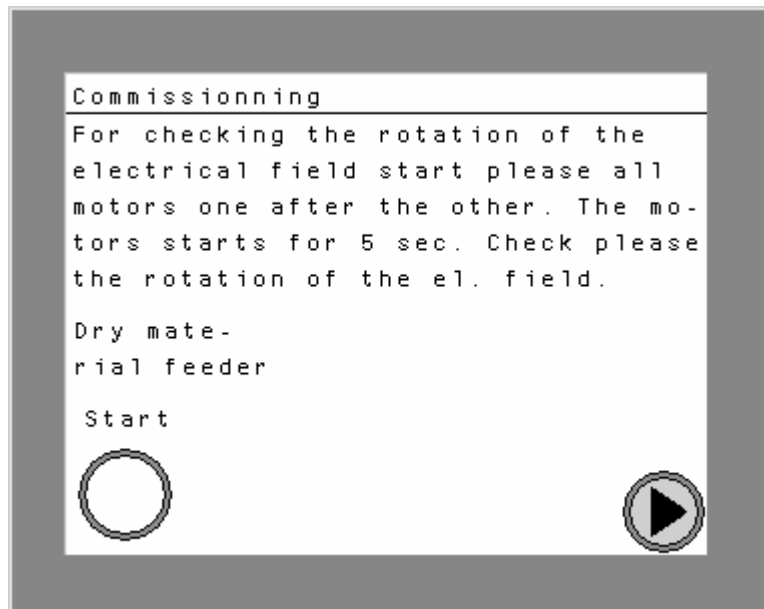 Commissionning
For checking the rotation of the
electrical field start please all
motors one after the other. The mo-
tors starts for 5 sec. Check please
the rotation of the el. field.
Dry mate-
rial feeder
Start